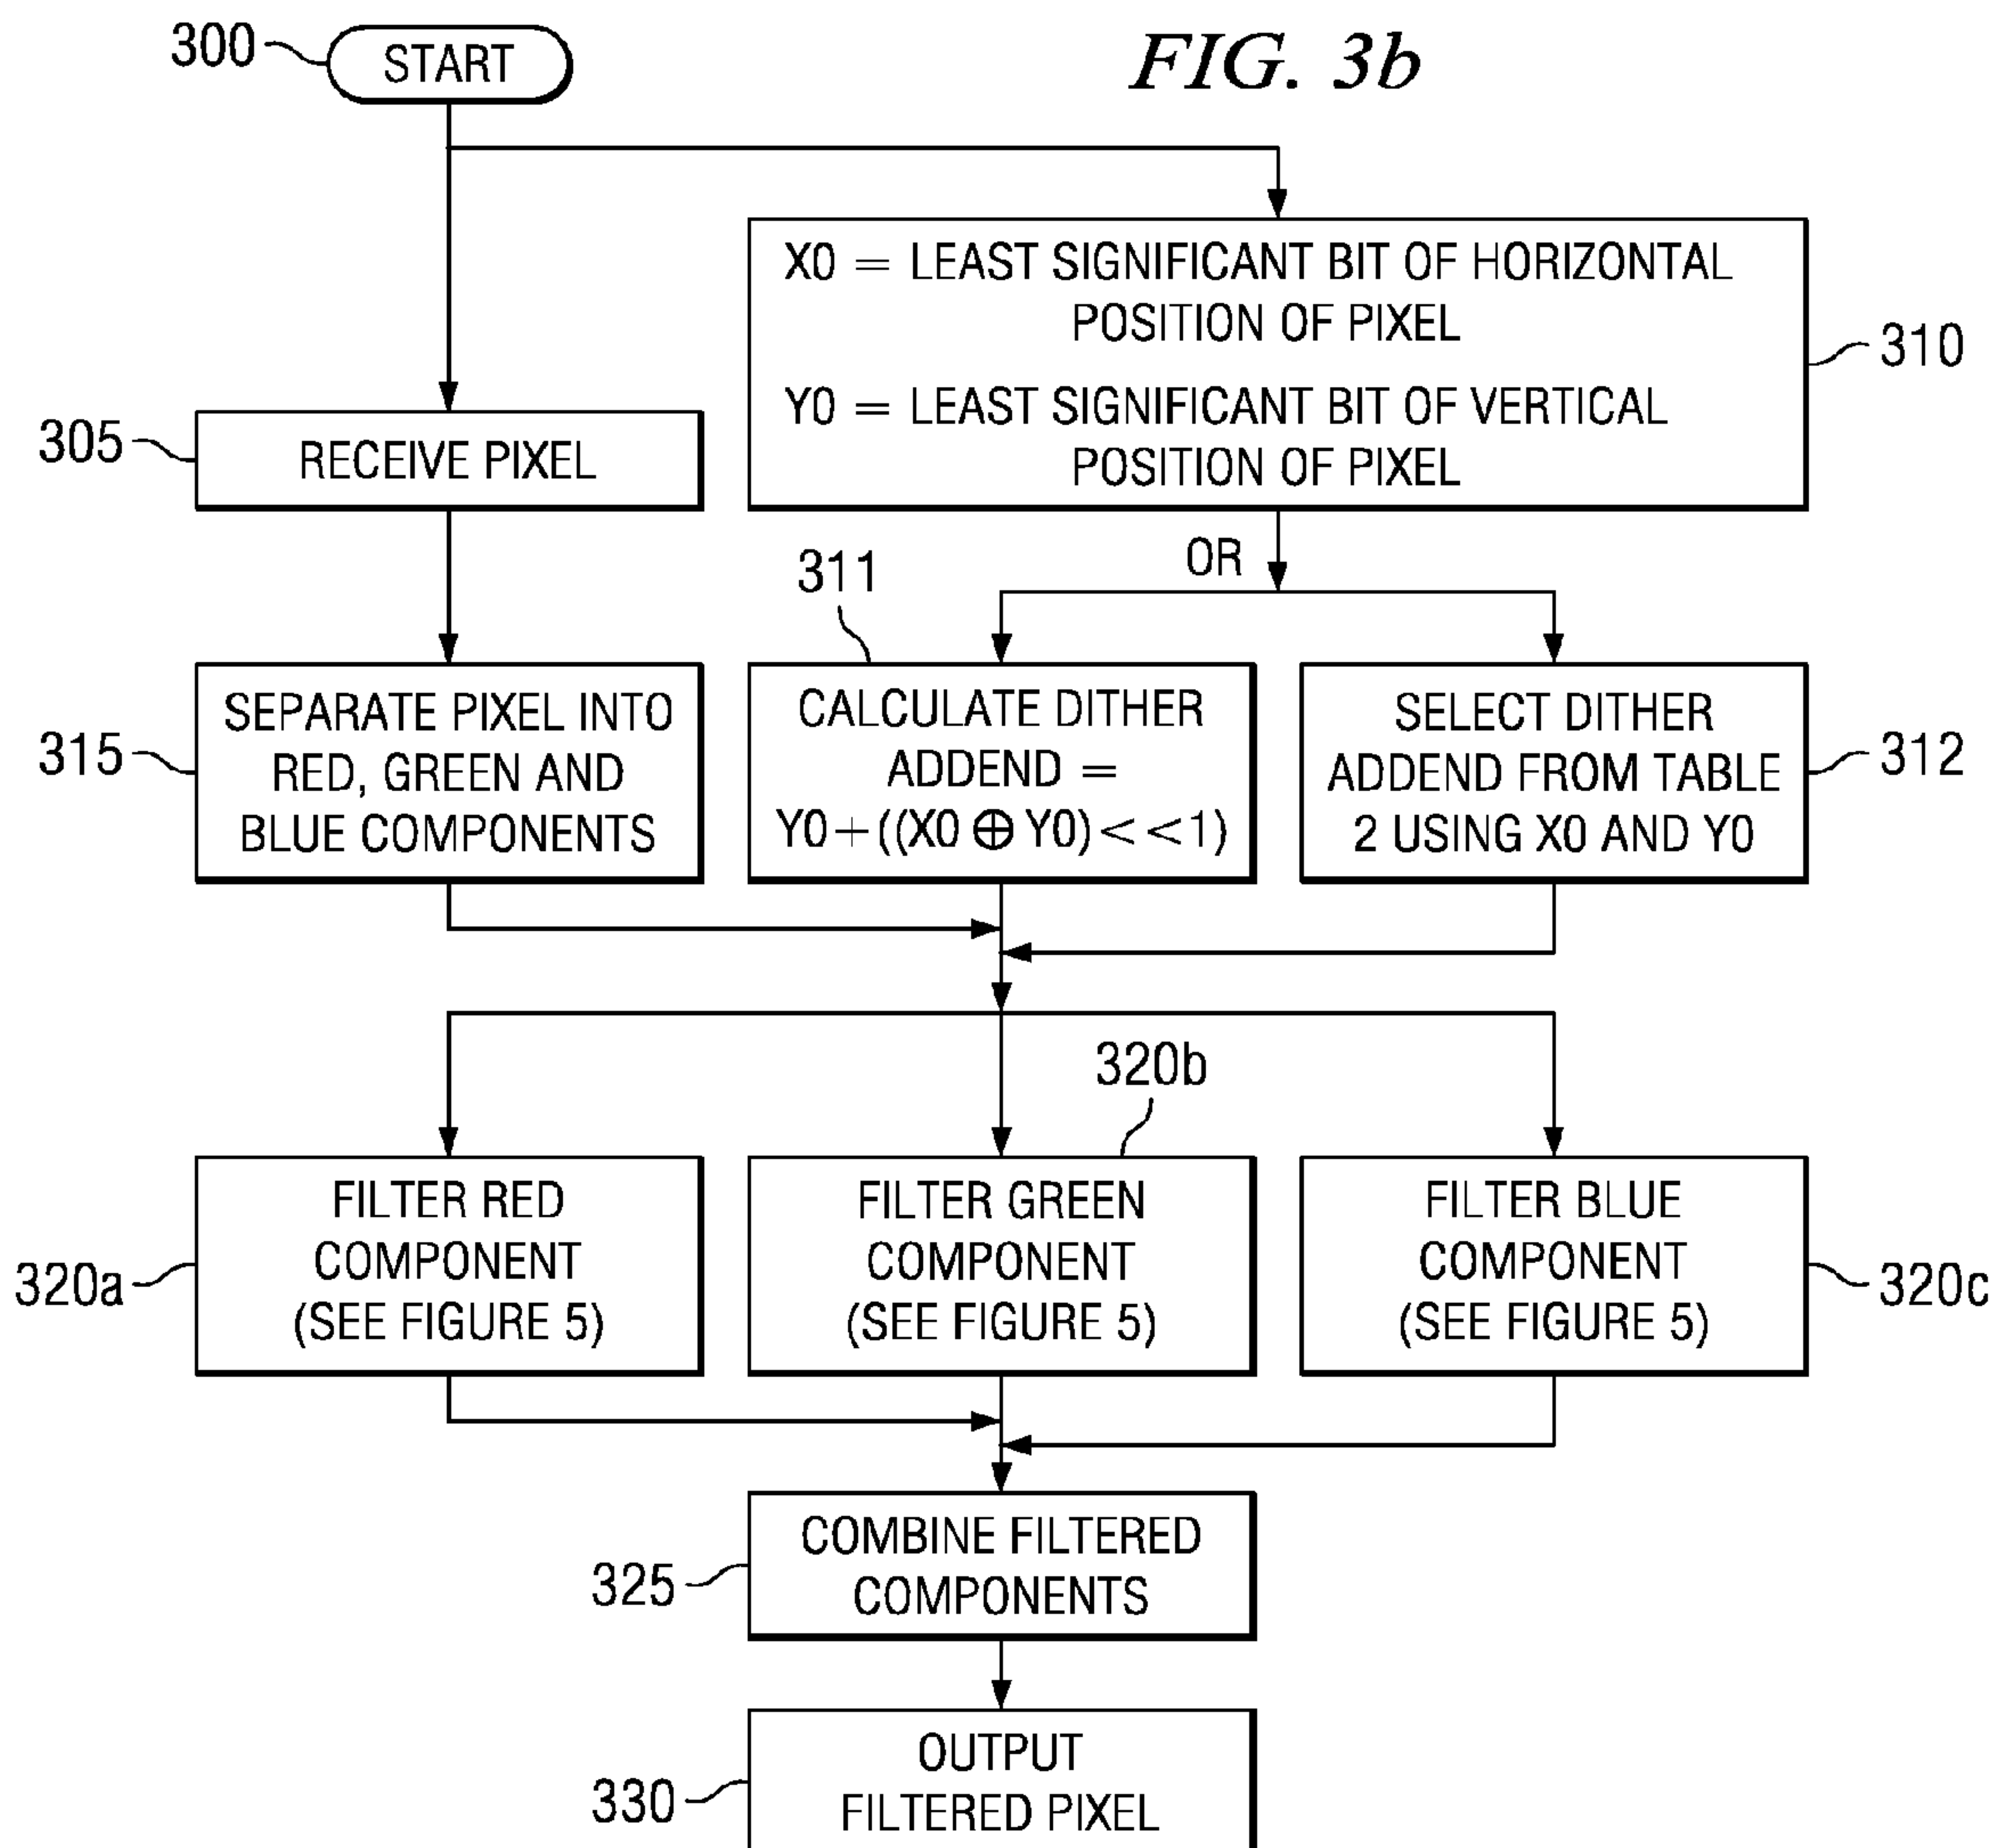 300
START
FIG. 3b
X0 = LEAST SIGNIFICANT BIT OF HORIZONTAL
POSITION OF PIXEL
Y0 = LEAST SIGNIFICANT BIT OF VERTICAL
POSITION OF PIXEL
310
305
RECEIVE PIXEL
OR
311
315
SEPARATE PIXEL INTO
RED, GREEN AND
BLUE COMPONENTS
CALCULATE DITHER
ADDEND =
Y0+((X0 ⊕ Y0)<<1)
SELECT DITHER
ADDEND FROM TABLE
2 USING X0 AND Y0
312
320b
320a
FILTER RED
COMPONENT
(SEE FIGURE 5)
FILTER GREEN
COMPONENT
(SEE FIGURE 5)
FILTER BLUE
COMPONENT
(SEE FIGURE 5)
320c
325
COMBINE FILTERED
COMPONENTS
330
OUTPUT
FILTERED PIXEL